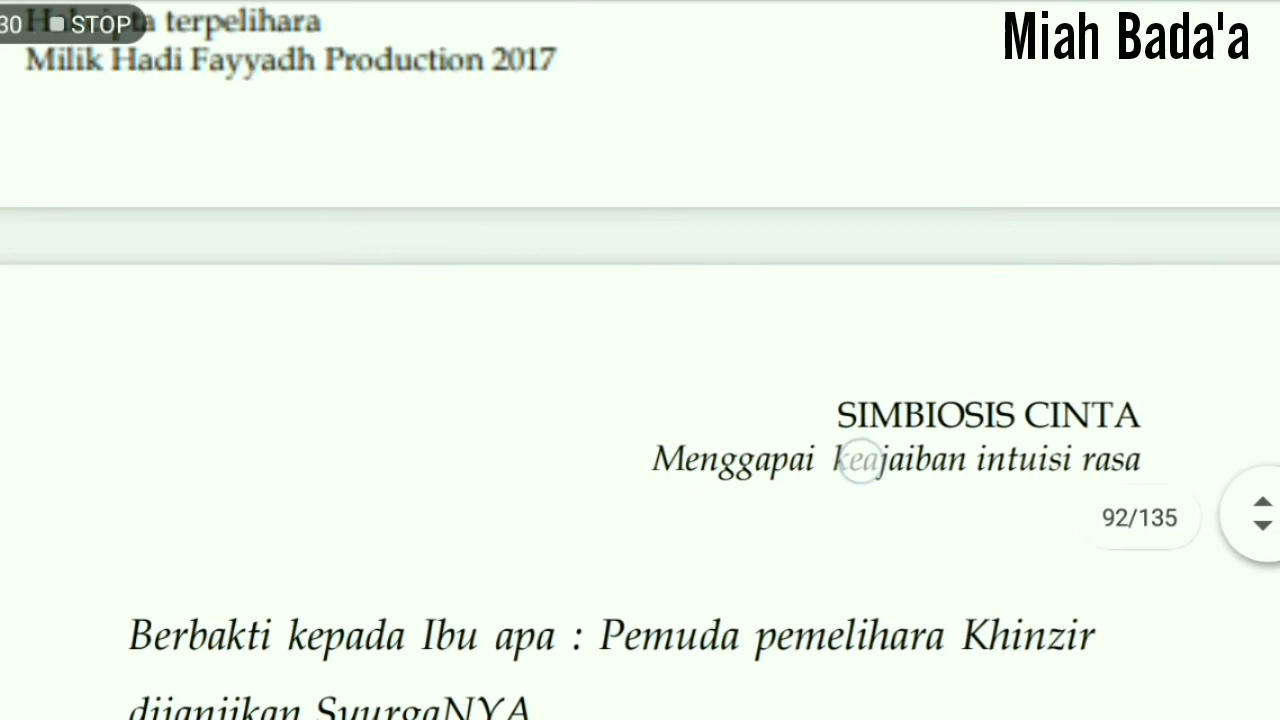 30 STOP
terpelihara
Milik Hadi Fayyadh Production 2017
Miah Bada'a
SIMBIOSIS CINTA
Menggapai keajaiban intuisi rasa
92/135
Berbakti kepada Ibu apa : Pemuda pemelihara Khinzir
dijanjikan SyurgaNYA